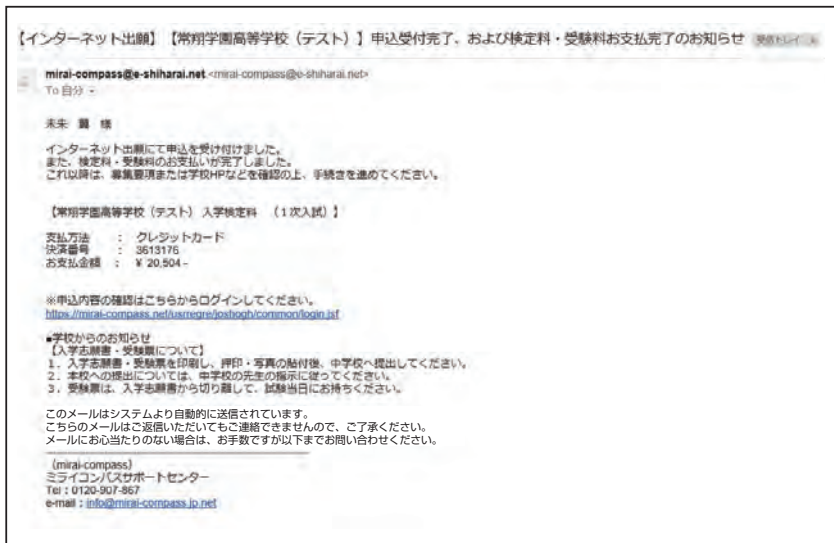 【インターネット出願】【常翔学園高等学校（テスト）】申込受付完了、および検定料・受験料お支払完了のお知らせ
mirai-compass@e-shiharai.net <mirai-compass@e-shiharai.net>
To 自分
未来 翼 様
インターネット出願にて申込を受け付けました。
また、検定料・受験料のお支払いが完了しました。
これ以降は、募集要項または学校HPなどを確認の上、手続きを進めてください。
【常翔学園高等学校（テスト） 入学検定料 （1次入試）】
支払方法 ： クレジットカード
決済番号 ： 3613176
お支払金額 ： ￥ 20,504-
※申込内容の確認はこちらからログインしてください。
https://mirai-compass.net/usr/regre/joshogh/common/login.jsf
■学校からのお知らせ
【入学志願書・受験票について】
1．入学志願書・受験票を印刷し、押印・写真の貼付後、中学校へ提出してください。
2．本校への提出については、中学校の先生の指示に従ってください。
3．受験票は、入学志願書から切り離して、試験当日にお持ちください。
このメールはシステムより自動的に送信されています。
こちらのメールはご返信いただいてもご連絡できませんので、ご了承ください。
メールにお心当たりのない場合は、お手数ですが以下までお問い合わせください。
（mirai-compass）
ミライコンパスサポートセンター
Tel：0120-907-867
e-mail：info@mirai-compass.jp.net